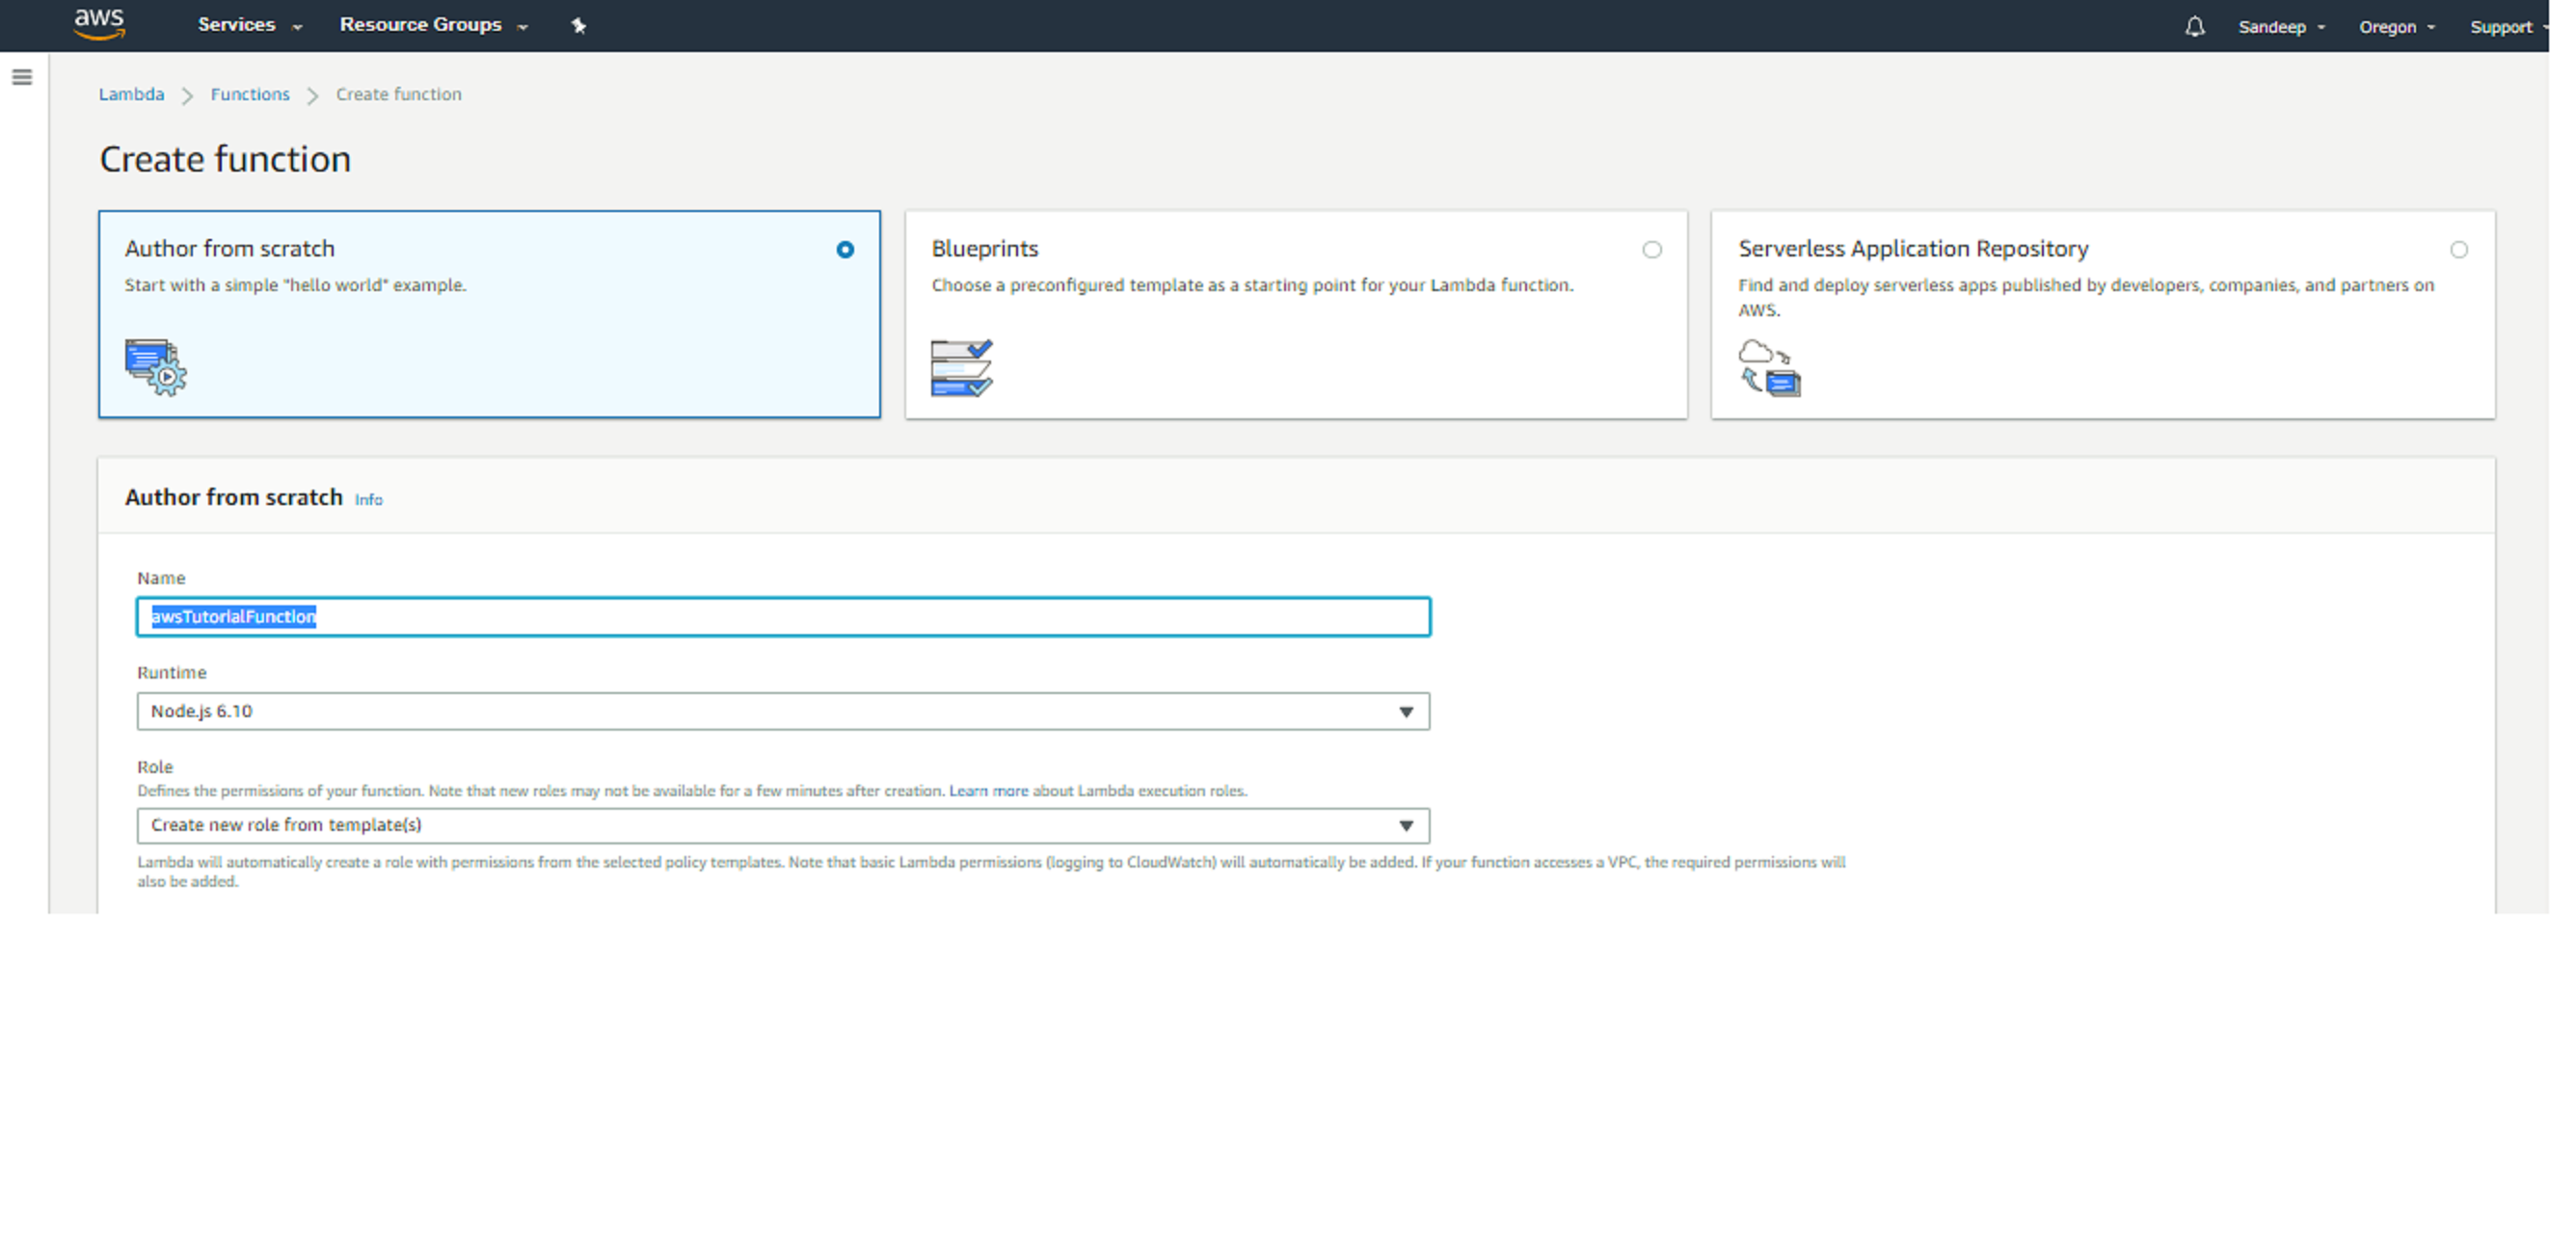 aws Services Resource Groups Sandeep Oregon Support
Lambda > Functions > Create function
Create function
Author from scratch
Start with a simple "hello world" example.
Blueprints
Choose a preconfigured template as a starting point for your Lambda function.
Serverless Application Repository
Find and deploy serverless apps published by developers, companies, and partners on
AWS.
Author from scratch Info
Name
awsTutorialFunction
Runtime
Node.js 6.10
Role
Defines the permissions of your function. Note that new roles may not be available for a few minutes after creation. Learn more about Lambda execution roles.
Create new role from template(s)
Lambda will automatically create a role with permissions from the selected policy templates. Note that basic Lambda permissions (logging to CloudWatch) will automatically be added. If your function accesses a VPC, the required permissions will
also be added.